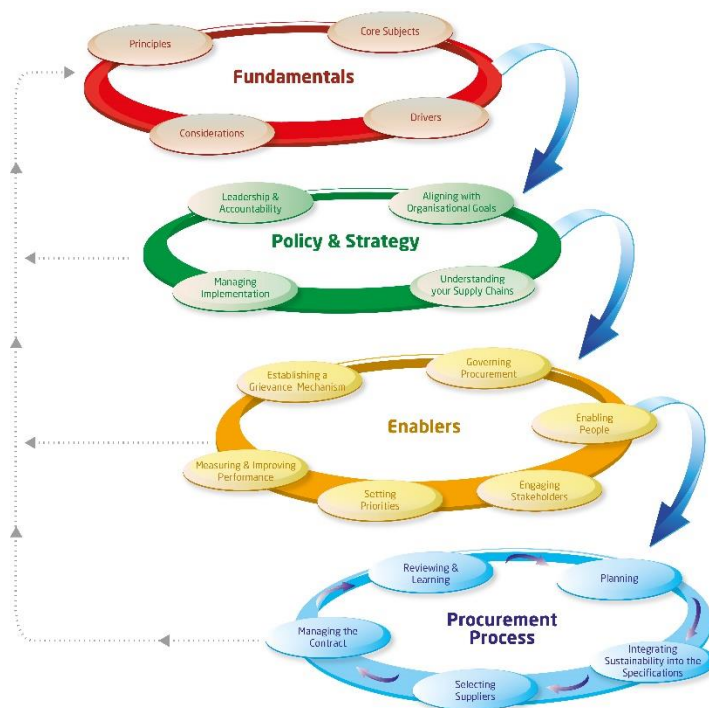 Principles
Core Subjects
Fundamentals
Considerations
Drivers
Leadership &
Accountability
Aligning with
Organisational Goals
Policy & Strategy
Managing
Implementation
Understanding
your Supply Chains
Establishing a
Grievance Mechanism
Governing
Procurement
Enablers
Enabling
People
Measuring & Improving
Performance
Setting
Priorities
Engaging
Stakeholders
Reviewing &
Learning
Planning
Procurement
Process
Managing the
Contract
Integrating
Sustainability into the
Specifications
Selecting
Suppliers